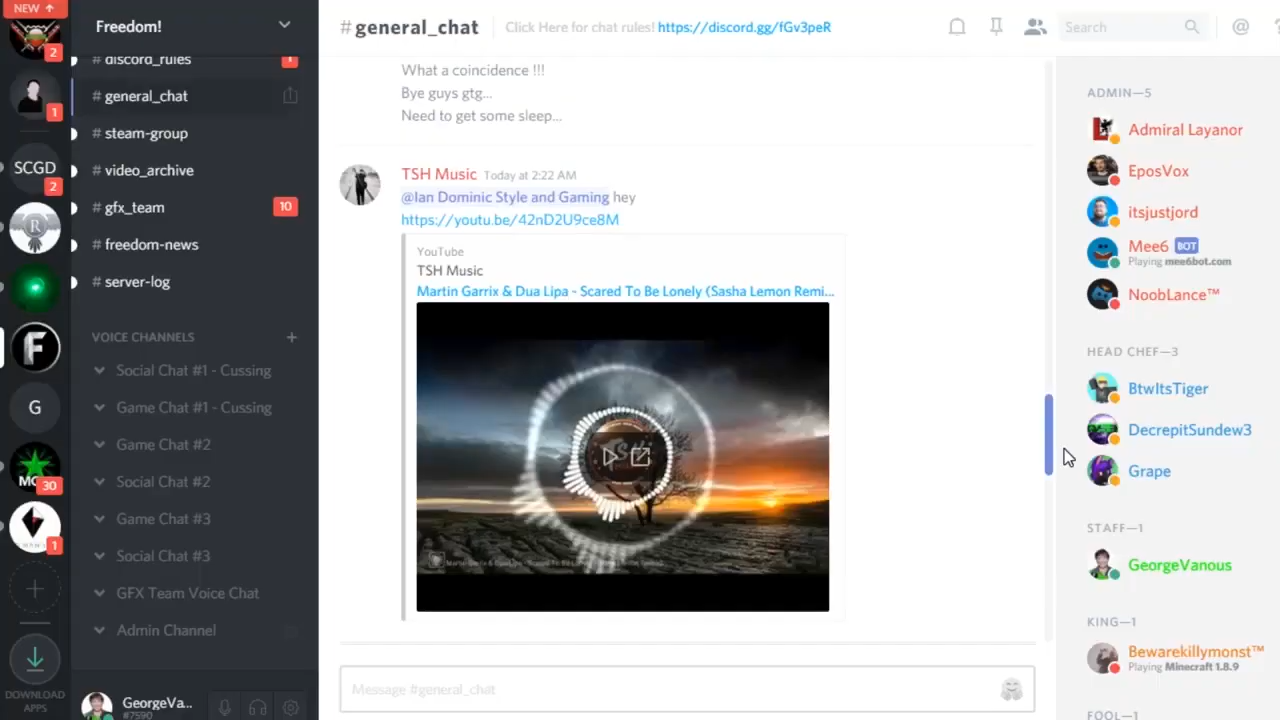 NEW ↑
2
1
SCGD
2
R
F
G
MC
30
1
DOWNLOAD
APPS
Freedom!
# discord_rules
1
# general_chat
# steam-group
# video_archive
# gfx_team
10
# freedom-news
# server-log
VOICE CHANNELS +
Social Chat #1 - Cussing
Game Chat #1 - Cussing
Game Chat #2
Social Chat #2
Game Chat #3
Social Chat #3
GFX Team Voice Chat
Admin Channel
GeorgeVa...
#7590
#general_chat
Click Here for chat rules! https://discord.gg/fGv3peR
Search
@
What a coincidence !!!
Bye guys gtg...
Need to get some sleep...
TSH Music Today at 2:22 AM
@Ian Dominic Style and Gaming hey
https://youtu.be/42nD2U9ce8M
YouTube
TSH Music
Martin Garrix & Dua Lipa - Scared To Be Lonely (Sasha Lemon Remi...
Message #general_chat
ADMIN—5
Admiral Layanor
EposVox
itsjustjord
Mee6 BOT
Playing mee6bot.com
NoobLance™
HEAD CHEF—3
BtwItsTiger
DecrepitSundew3
Grape
STAFF—1
GeorgeVanous
KING—1
Bewarekillymonst™
Playing Minecraft 1.8.9
FOOL—1